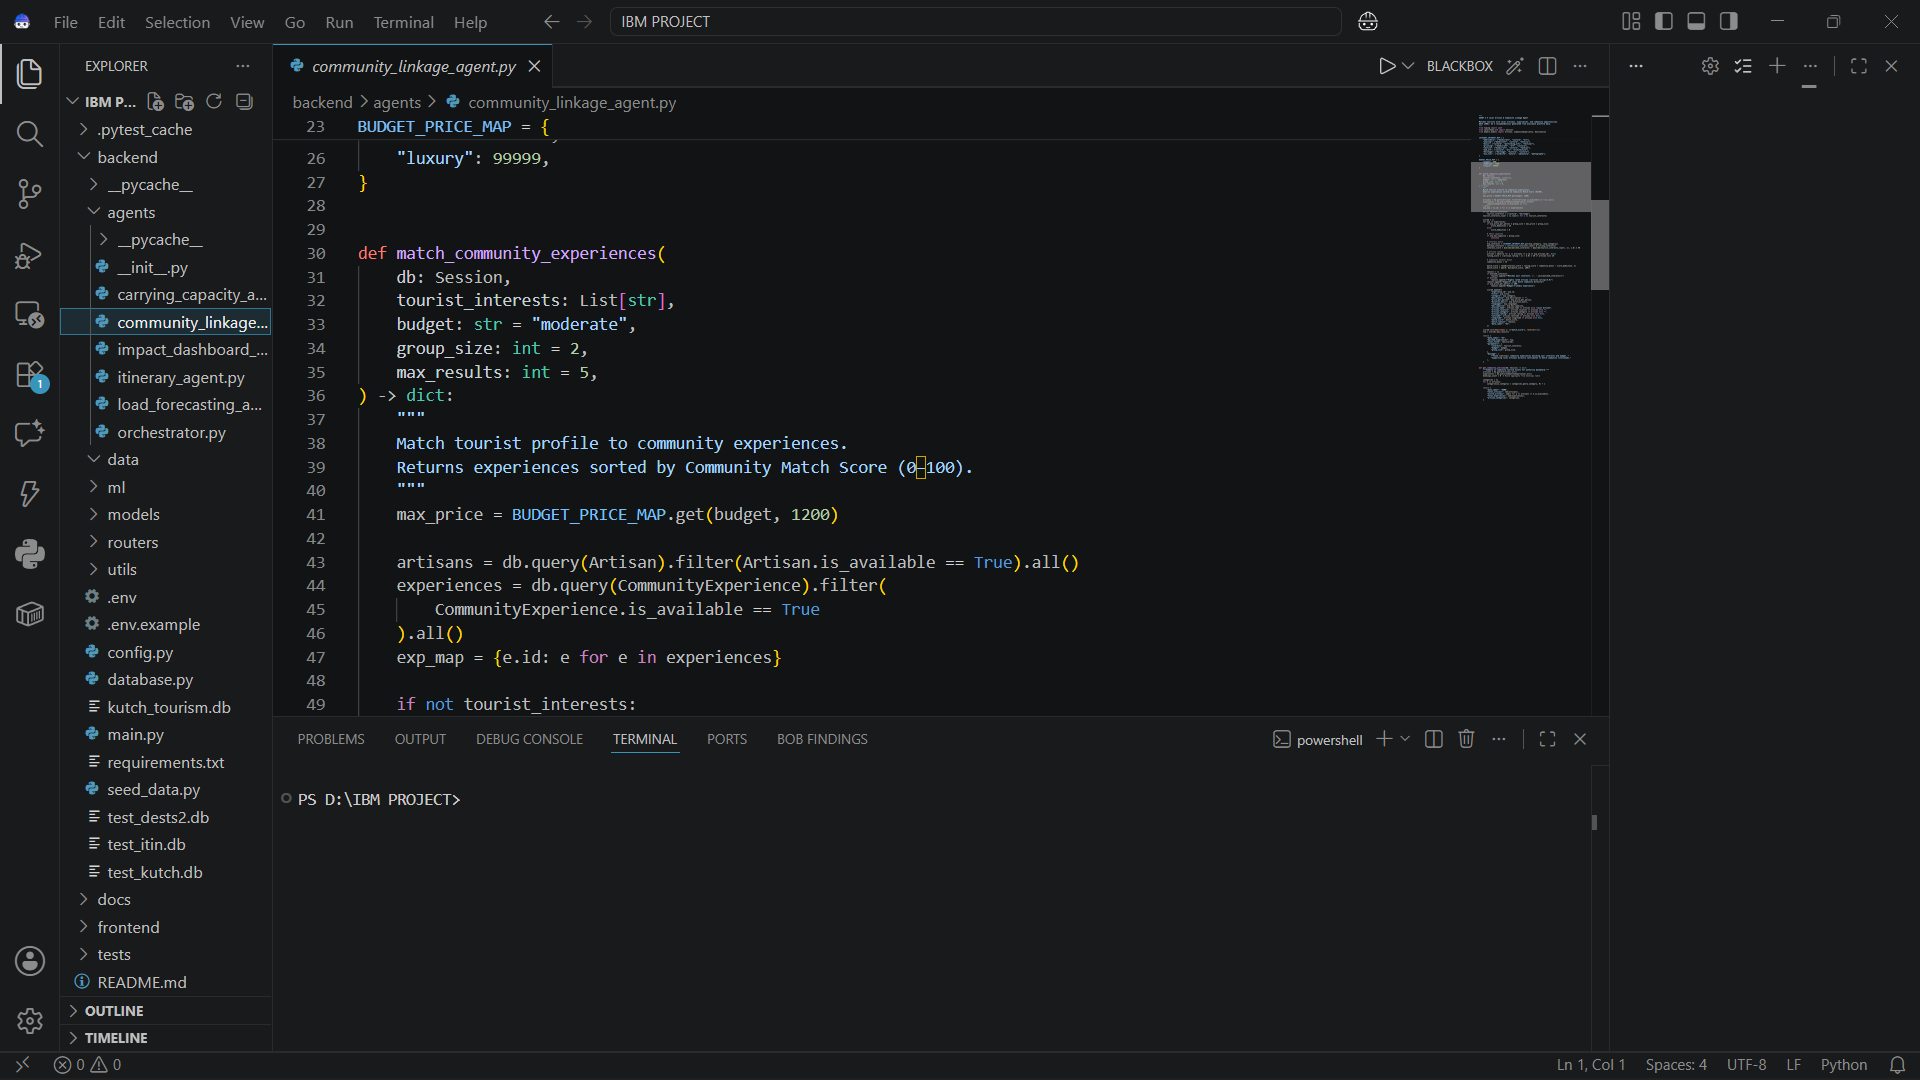 File Edit Selection View Go Run Terminal Help
IBM PROJECT
EXPLORER
IBM P...
.pytest_cache
backend
__pycache__
agents
__pycache__
__init__.py
carrying_capacity_a...
community_linkage...
impact_dashboard_...
itinerary_agent.py
load_forecasting_a...
orchestrator.py
data
ml
models
routers
utils
.env
.env.example
config.py
database.py
kutch_tourism.db
main.py
requirements.txt
seed_data.py
test_dests2.db
test_itin.db
test_kutch.db
docs
frontend
tests
README.md
OUTLINE
TIMELINE
1
community_linkage_agent.py
BLACKBOX
backend > agents > community_linkage_agent.py
23 BUDGET_PRICE_MAP = {
26     "luxury": 99999,
27 }
28
29
30 def match_community_experiences(
31     db: Session,
32     tourist_interests: List[str],
33     budget: str = "moderate",
34     group_size: int = 2,
35     max_results: int = 5,
36 ) -> dict:
37     """
38     Match tourist profile to community experiences.
39     Returns experiences sorted by Community Match Score (0–100).
40     """
41     max_price = BUDGET_PRICE_MAP.get(budget, 1200)
42
43     artisans = db.query(Artisan).filter(Artisan.is_available == True).all()
44     experiences = db.query(CommunityExperience).filter(
45         CommunityExperience.is_available == True
46     ).all()
47     exp_map = {e.id: e for e in experiences}
48
49     if not tourist_interests:
PROBLEMS OUTPUT DEBUG CONSOLE TERMINAL PORTS BOB FINDINGS
powershell
PS D:\IBM PROJECT>
0 0
Ln 1, Col 1 Spaces: 4 UTF-8 LF Python